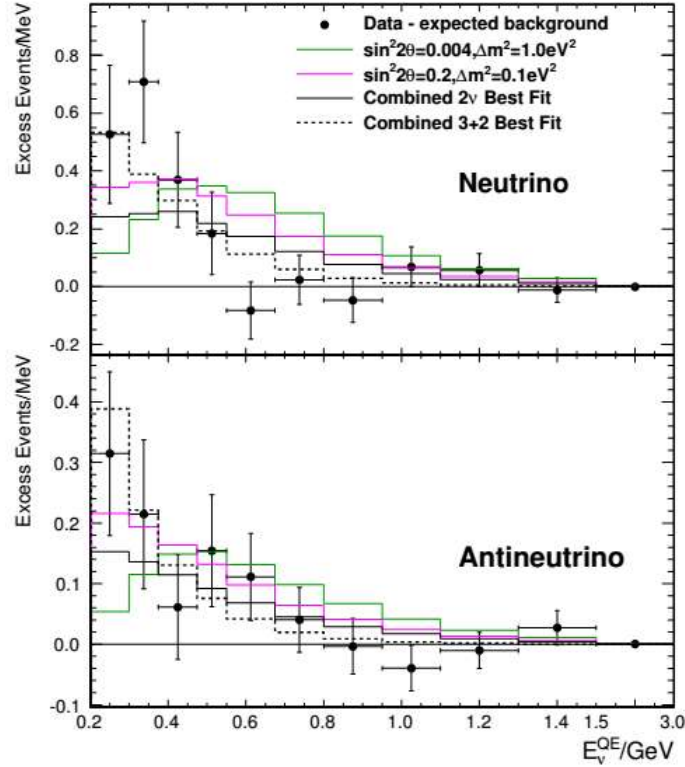 Data - expected background
sin²2θ=0.004,Δm²=1.0eV²
sin²2θ=0.2,Δm²=0.1eV²
Combined 2ν Best Fit
Combined 3+2 Best Fit
Excess Events/MeV
0.8
0.6
0.4
0.2
0.0
-0.2
Neutrino
Excess Events/MeV
0.4
0.3
0.2
0.1
0.0
-0.1
Antineutrino
0.2 0.4 0.6 0.8 1.0 1.2 1.4 1.5 3.0
E_ν^QE/GeV